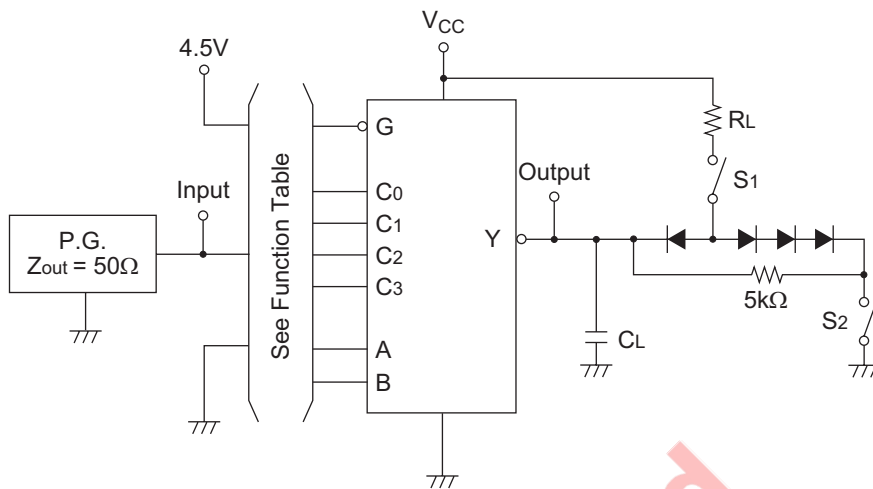 VCC
4.5V
RL
G
Output
S1
Input
C0
C1
Y
P.G.
Zout = 50Ω
C2
C3
See Function Table
5kΩ
S2
CL
A
B